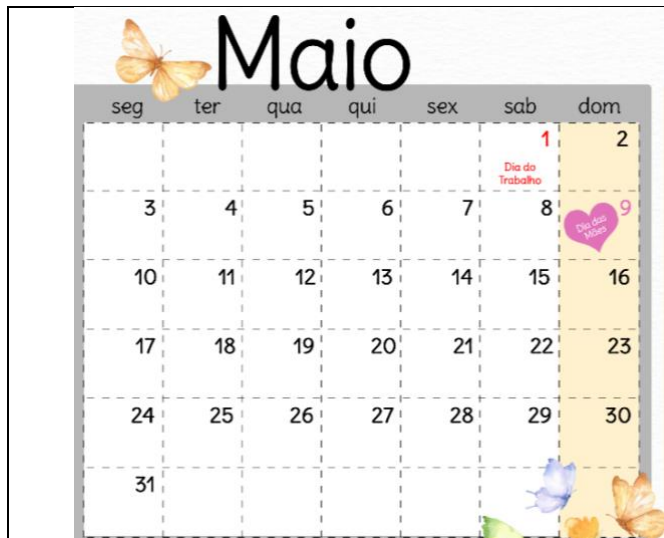 Maio
seg ter qua qui sex sab dom
1 2
Dia do
Trabalho
3 4 5 6 7 8 9
Dia das
Mães
10 11 12 13 14 15 16
17 18 19 20 21 22 23
24 25 26 27 28 29 30
31